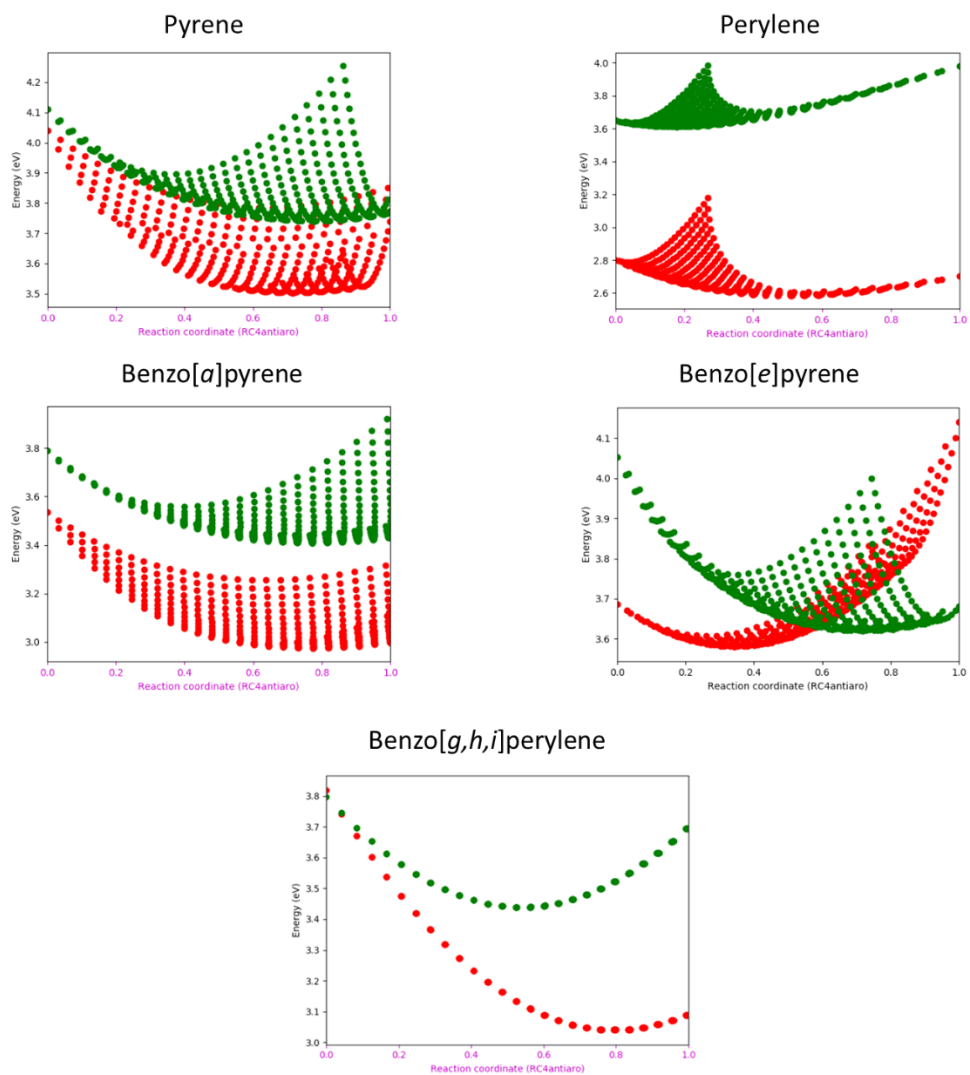 Pyrene
4.2
4.1
4.0
3.9
3.8
3.7
3.6
3.5
Energy (eV)
0.0 0.2 0.4 0.6 0.8 1.0
Reaction coordinate (RC4antiaro)
Perylene
4.0
3.8
3.6
3.4
3.2
3.0
2.8
2.6
Energy (eV)
0.0 0.2 0.4 0.6 0.8 1.0
Reaction coordinate (RC4antiaro)
Benzo[a]pyrene
3.8
3.6
3.4
3.2
3.0
Energy (eV)
0.0 0.2 0.4 0.6 0.8 1.0
Reaction coordinate (RC4antiaro)
Benzo[e]pyrene
4.1
4.0
3.9
3.8
3.7
3.6
Energy (eV)
0.0 0.2 0.4 0.6 0.8 1.0
Reaction coordinate (RC4antiaro)
Benzo[g,h,i]perylene
3.8
3.7
3.6
3.5
3.4
3.3
3.2
3.1
3.0
Energy (eV)
0.0 0.2 0.4 0.6 0.8 1.0
Reaction coordinate (RC4antiaro)